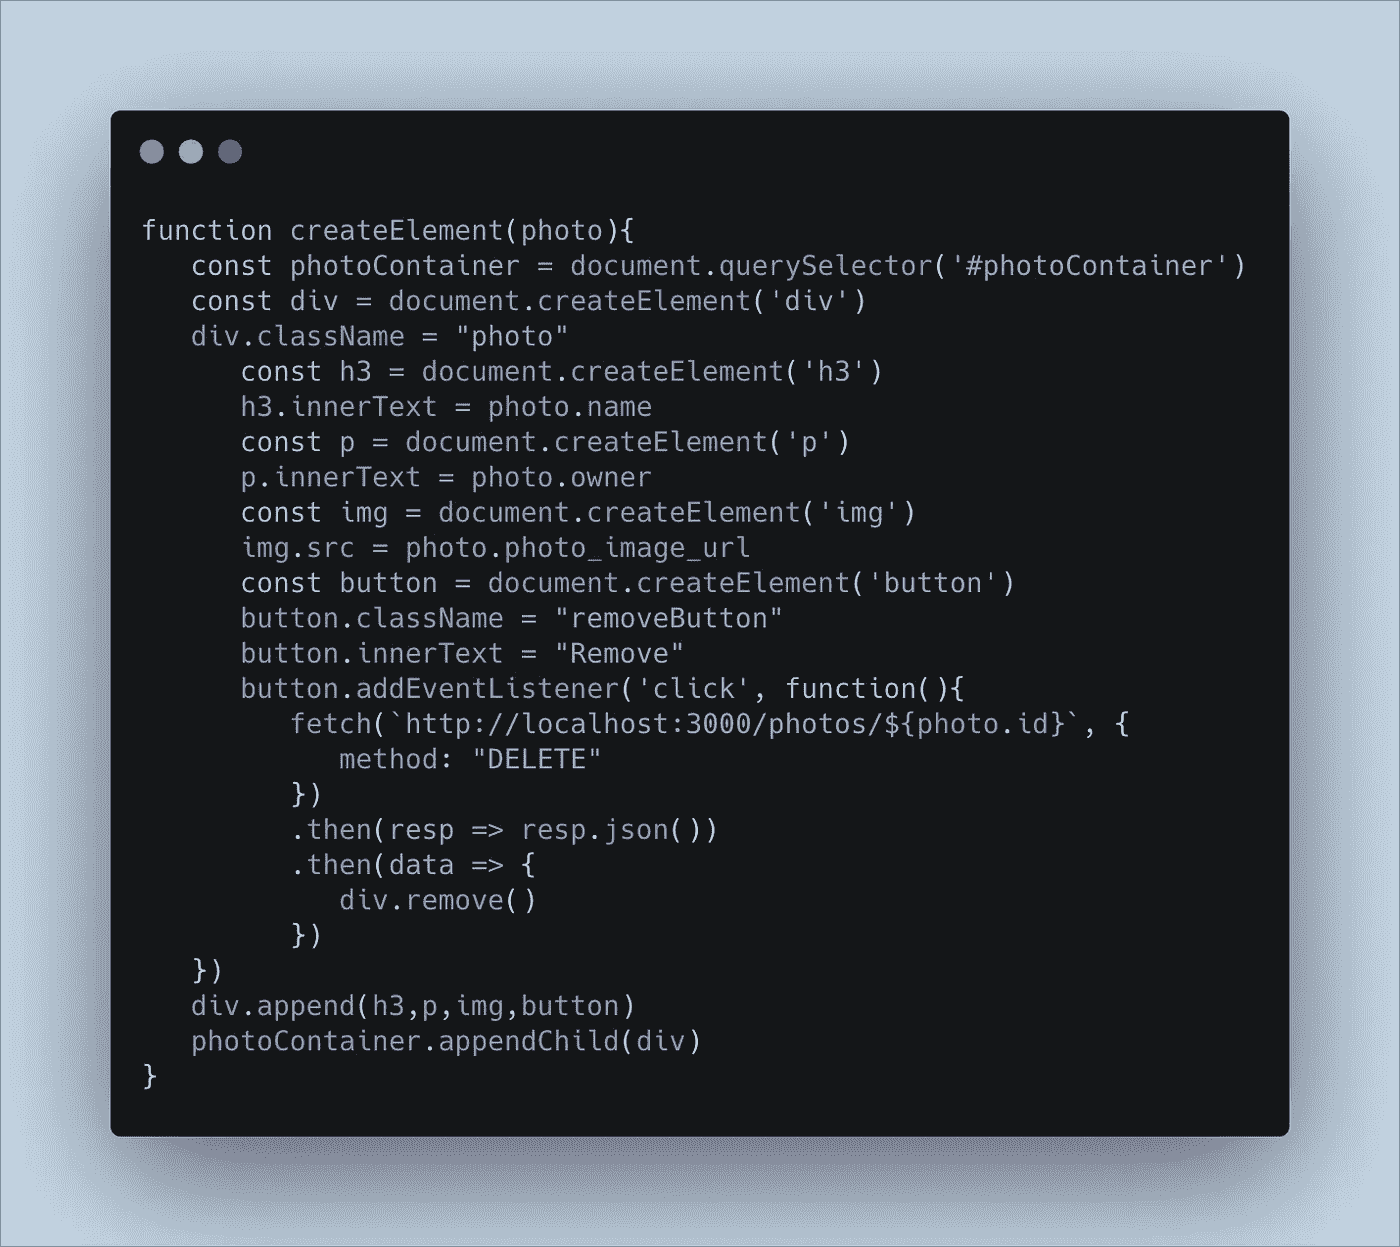 function createElement(photo){
   const photoContainer = document.querySelector('#photoContainer')
   const div = document.createElement('div')
   div.className = "photo"
      const h3 = document.createElement('h3')
      h3.innerText = photo.name
      const p = document.createElement('p')
      p.innerText = photo.owner
      const img = document.createElement('img')
      img.src = photo.photo_image_url
      const button = document.createElement('button')
      button.className = "removeButton"
      button.innerText = "Remove"
      button.addEventListener('click', function(){
         fetch(`http://localhost:3000/photos/${photo.id}`, {
            method: "DELETE"
         })
         .then(resp => resp.json())
         .then(data => {
            div.remove()
         })
   })
   div.append(h3,p,img,button)
   photoContainer.appendChild(div)
}